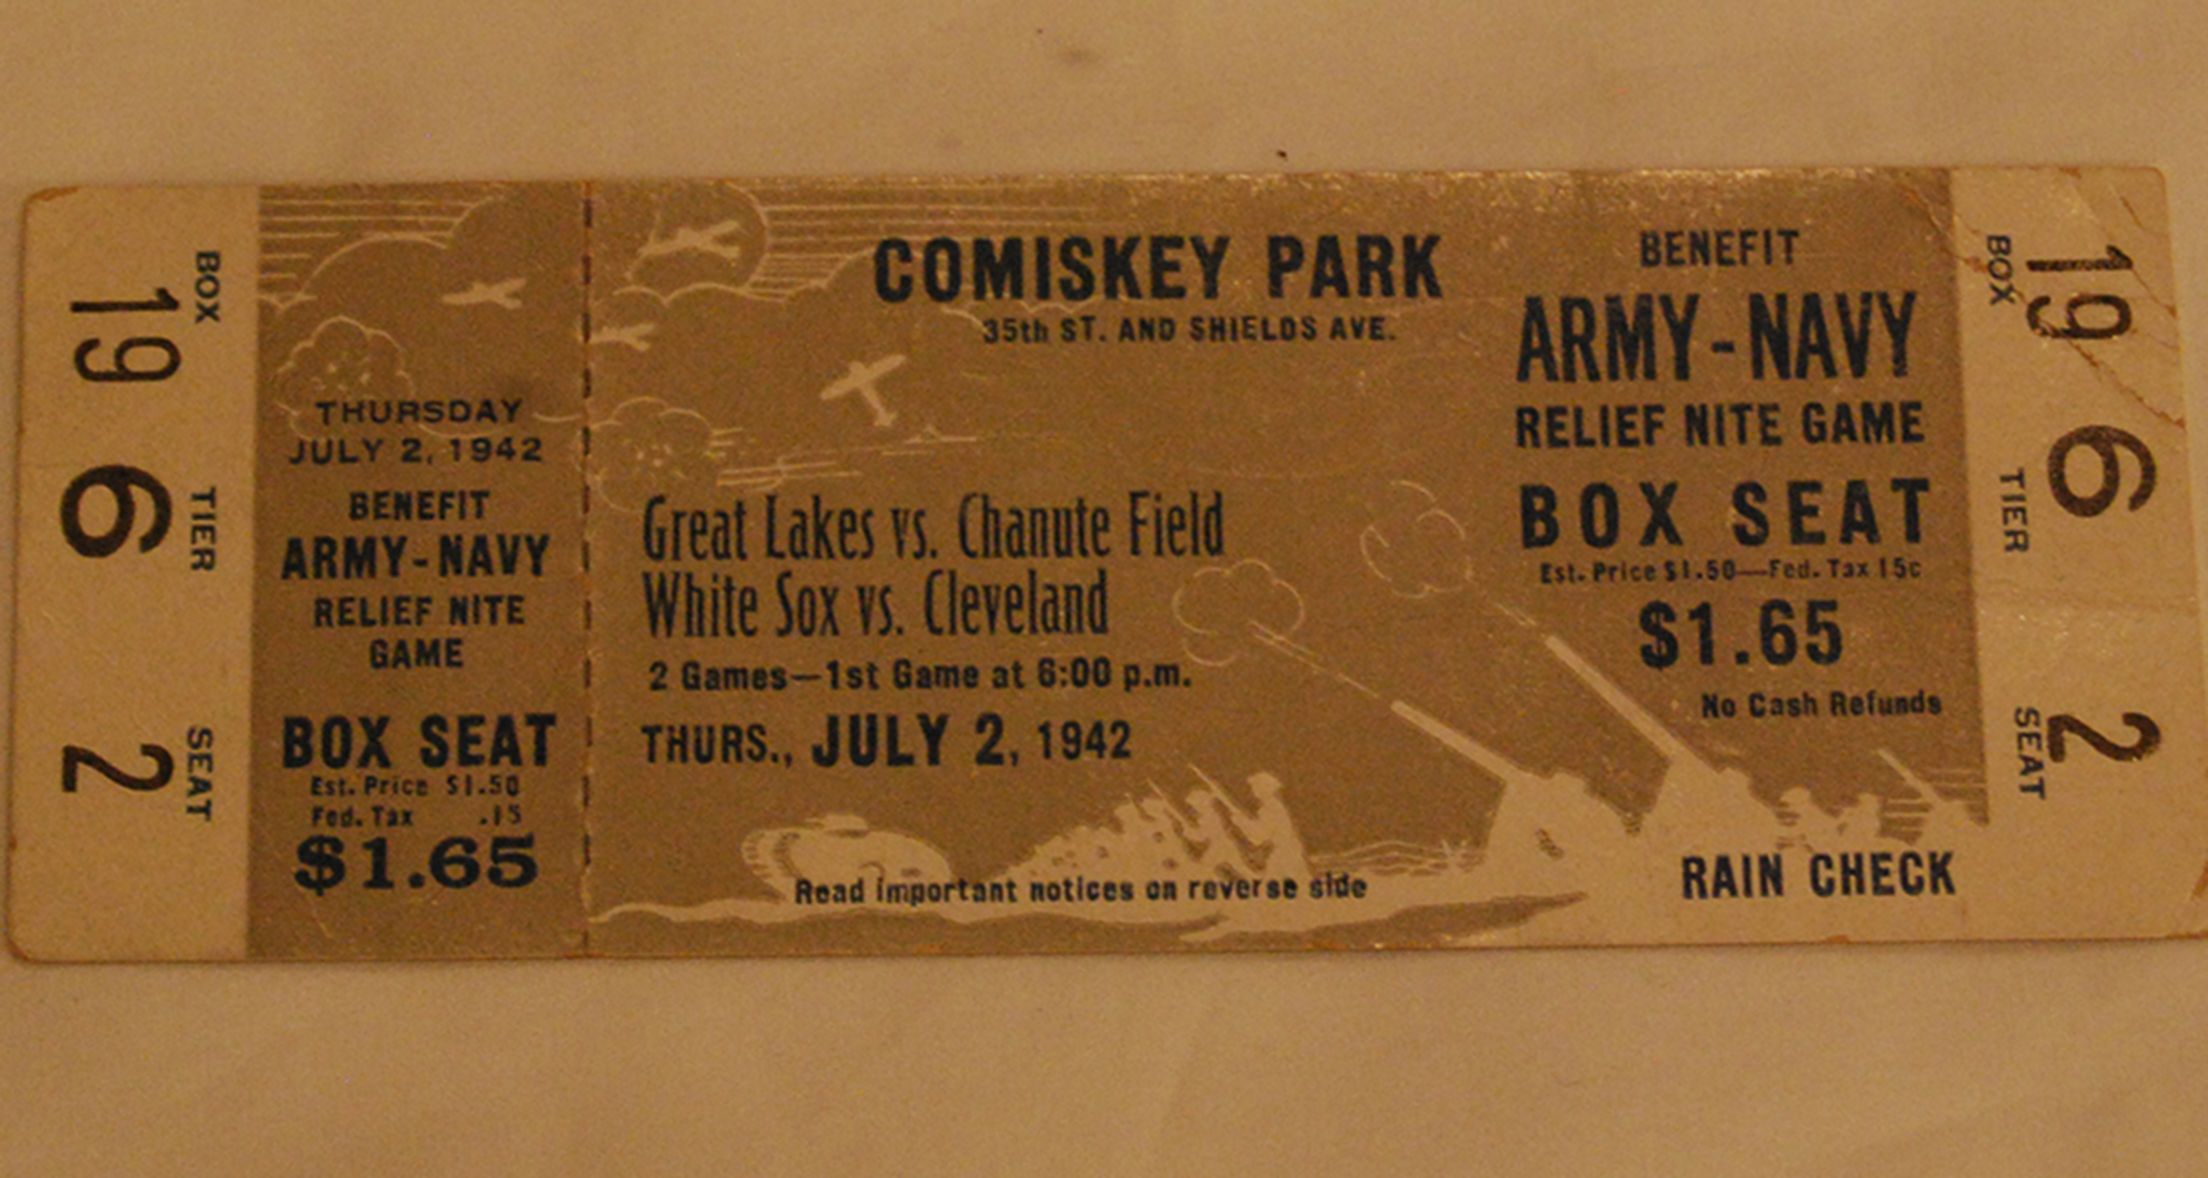 BOX
19
TIER
6
SEAT
2
THURSDAY
JULY 2, 1942
BENEFIT
ARMY-NAVY
RELIEF NITE
GAME
BOX SEAT
Est. Price $1.50
Fed. Tax .15
$1.65
COMISKEY PARK
35th ST. AND SHIELDS AVE.
Great Lakes vs. Chanute Field
White Sox vs. Cleveland
2 Games—1st Game at 6:00 p.m.
THURS., JULY 2, 1942
Read important notices on reverse side
BENEFIT
ARMY-NAVY
RELIEF NITE GAME
BOX SEAT
Est. Price $1.50—Fed. Tax 15c
$1.65
No Cash Refunds
RAIN CHECK
BOX
19
TIER
6
SEAT
2